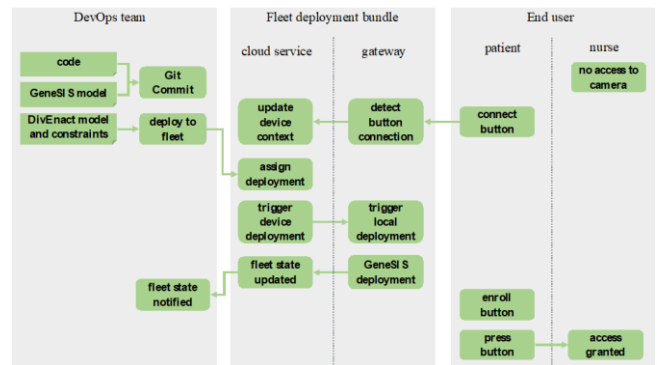 DevOps team
Fleet deployment bundle
End user
cloud service
gateway
patient
nurse
code
GeneSIS model
DivEnact model
and constraints
Git
Commit
deploy to
fleet
fleet state
notified
update
device
context
assign
deployment
trigger
device
deployment
fleet state
updated
detect
button
connection
trigger
local
deployment
GeneSIS
deployment
connect
button
enroll
button
press
button
no access to
camera
access
granted